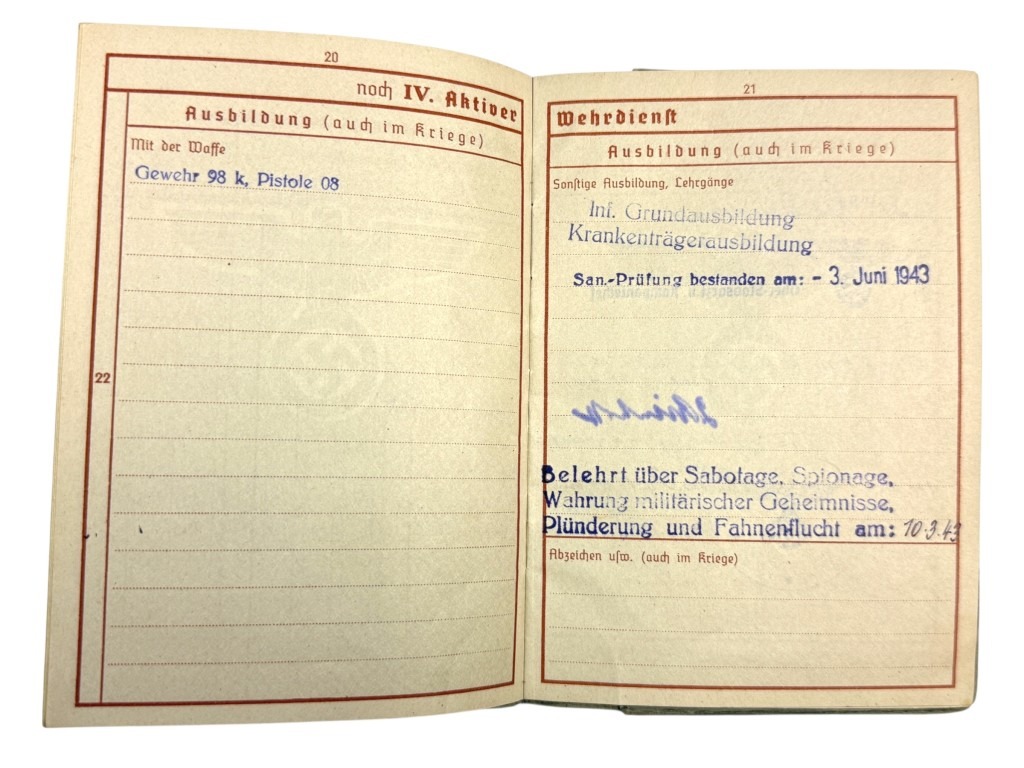 20
noch IV. Aktiver
Ausbildung (auch im Kriege)
Mit der Waffe
Gewehr 98 k, Pistole 08
22
21
Wehrdienst
Ausbildung (auch im Kriege)
Sonstige Ausbildung, Lehrgänge
Inf. Grundausbildung
Krankenträgerausbildung
San.-Prüfung bestanden am: - 3. Juni 1943
Belehrt über Sabotage, Spionage,
Wahrung militärischer Geheimnisse,
Plünderung und Fahnenflucht am: 10.3.43
Abzeichen usw. (auch im Kriege)